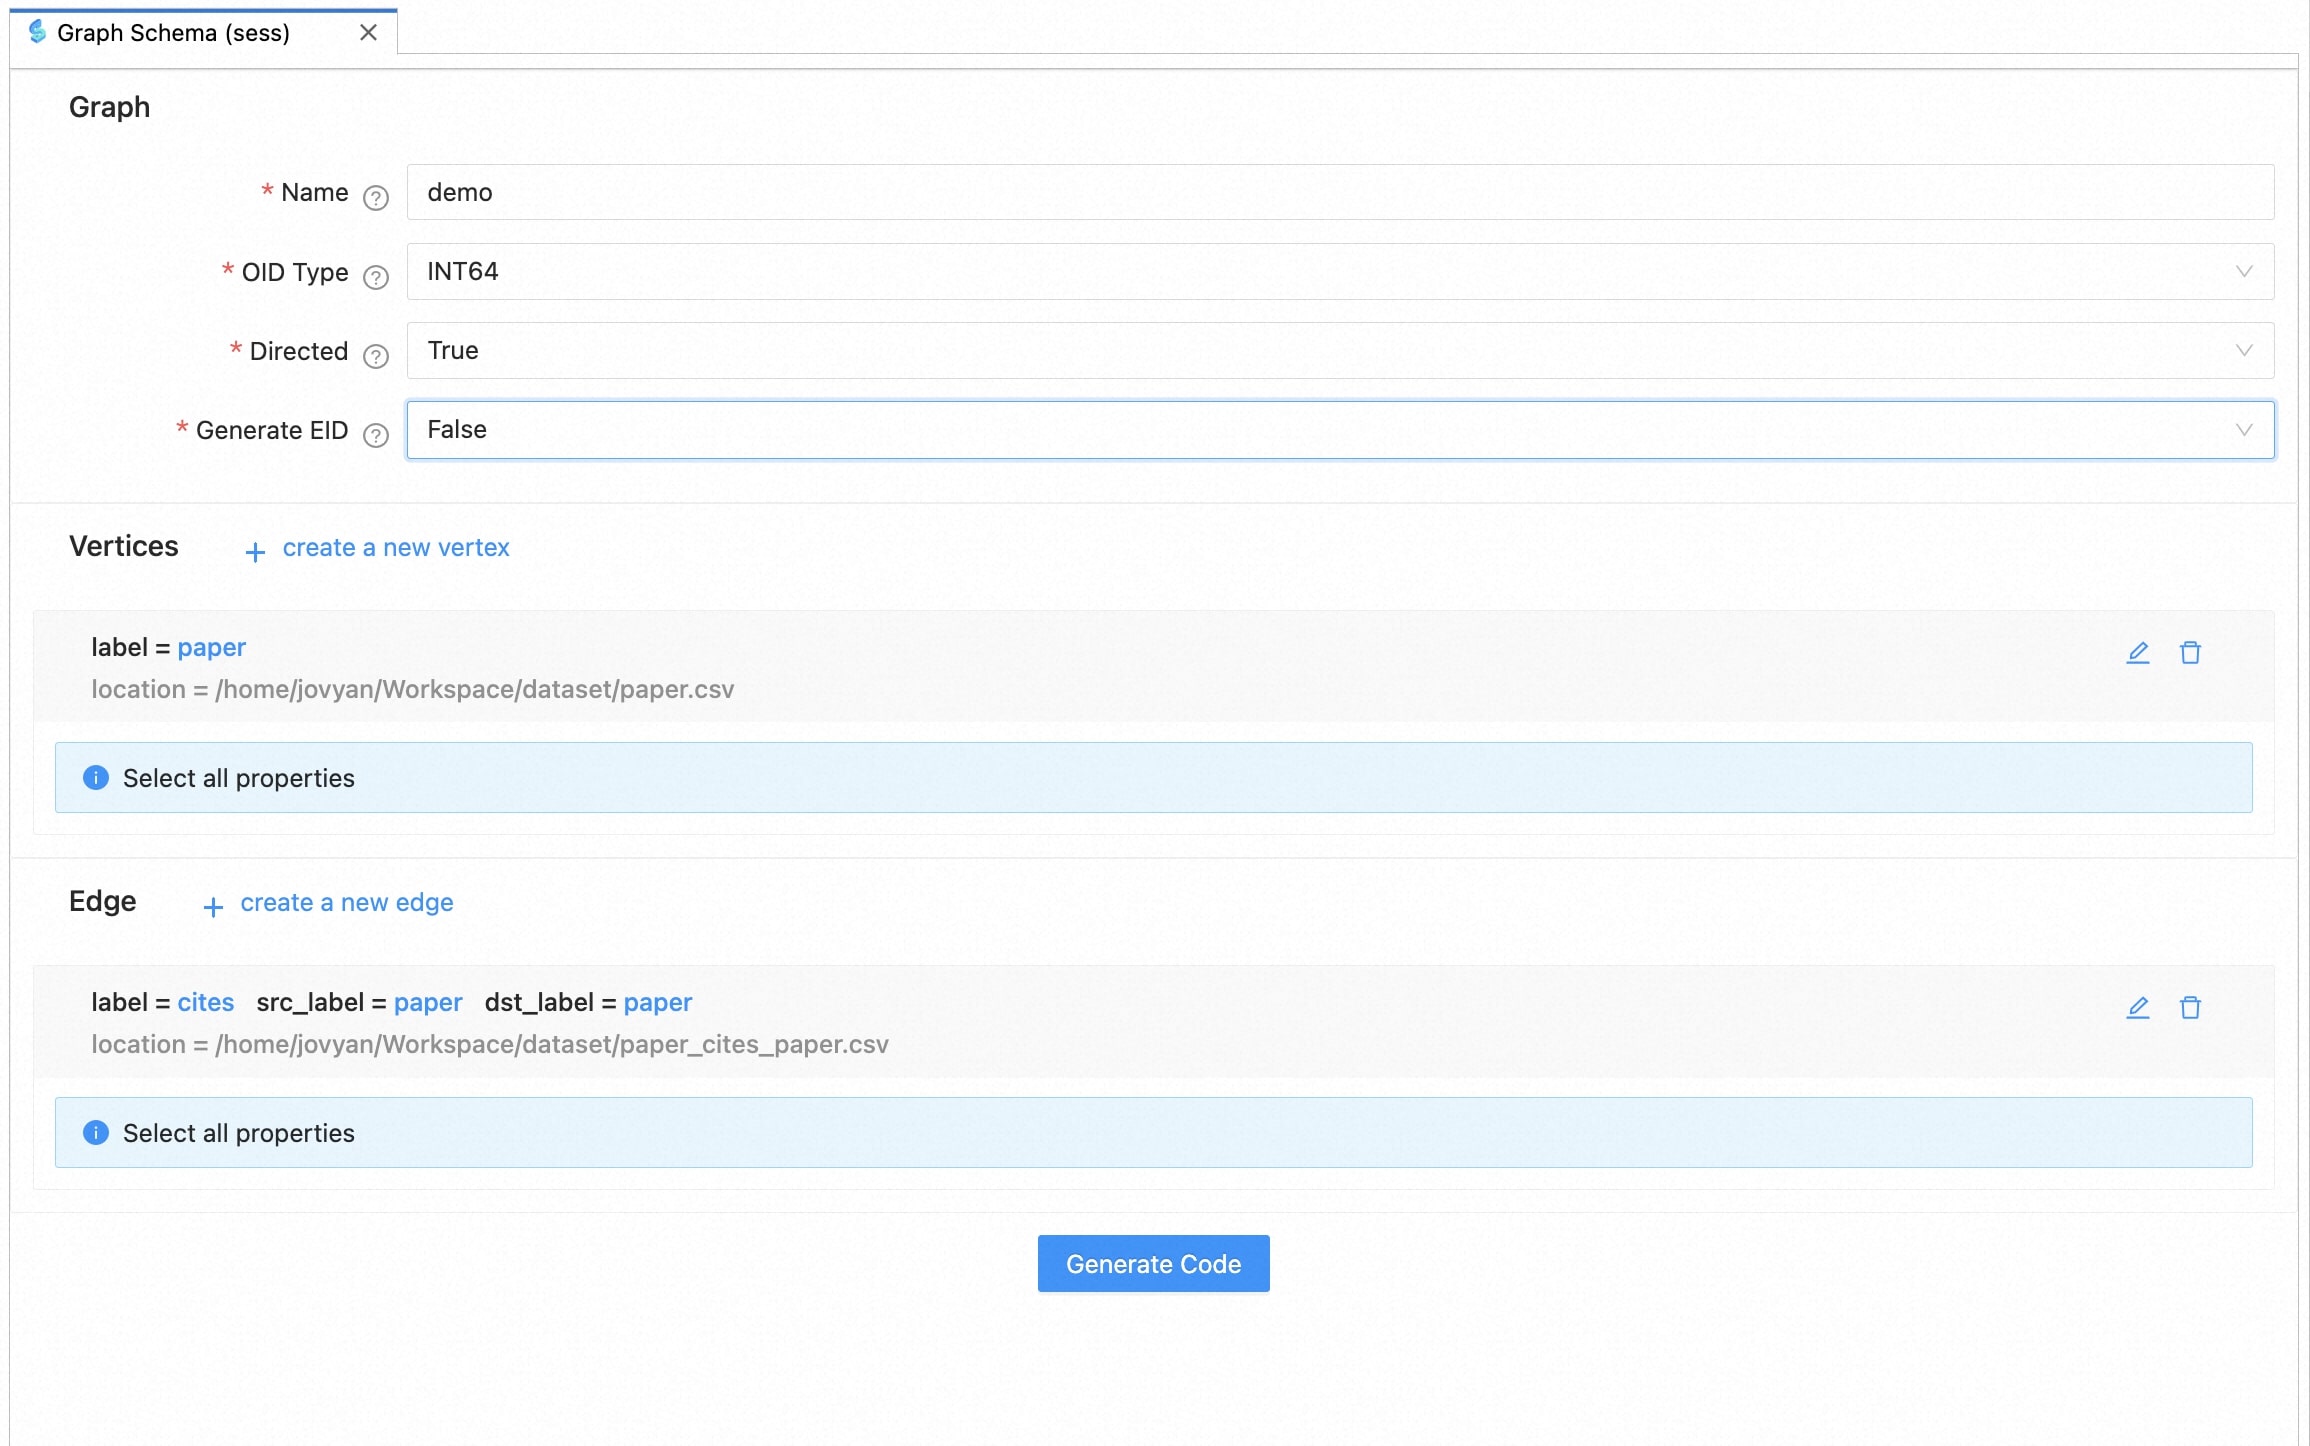 Graph Schema (sess)
Graph
* Name demo
* OID Type INT64
* Directed True
* Generate EID False
Vertices + create a new vertex
label = paper
location = /home/jovyan/Workspace/dataset/paper.csv
Select all properties
Edge + create a new edge
label = cites src_label = paper dst_label = paper
location = /home/jovyan/Workspace/dataset/paper_cites_paper.csv
Select all properties
Generate Code